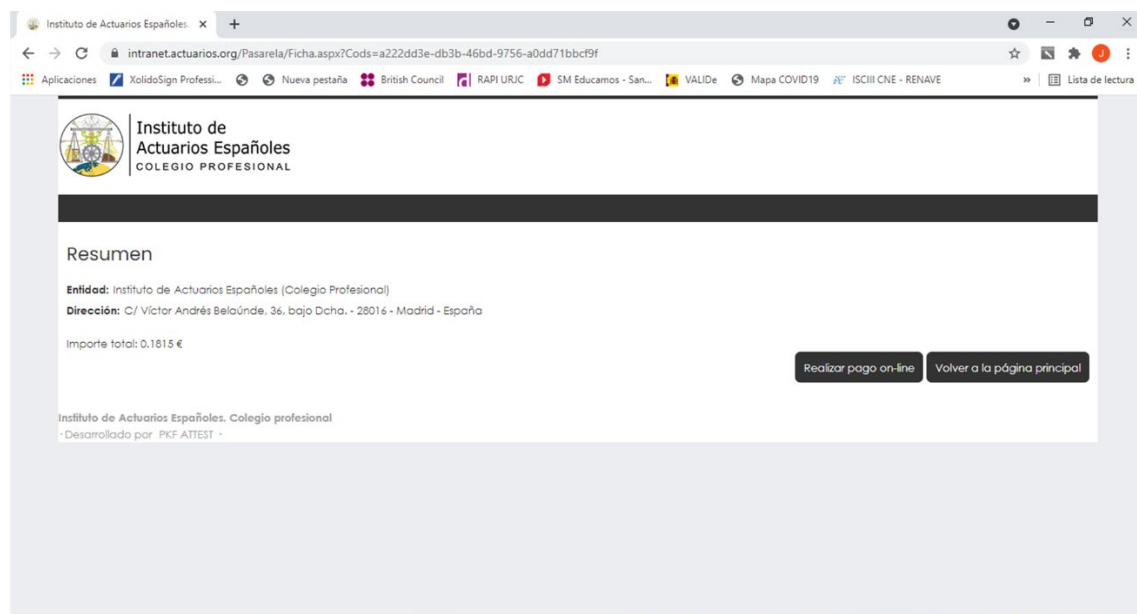 Instituto de Actuarios Españoles.
intranet.actuarios.org/Pasarela/Ficha.aspx?Cods=a222dd3e-db3b-46bd-9756-a0dd71bbcf9f
Aplicaciones XolidoSign Professi... Nueva pestaña British Council RAPI URJC SM Educamos - San... VALIDe Mapa COVID19 ISCIII CNE - RENAVE » Lista de lectura
Instituto de
Actuarios Españoles
COLEGIO PROFESIONAL
Resumen
Entidad: Instituto de Actuarios Españoles (Colegio Profesional)
Dirección: C/ Víctor Andrés Belaúnde, 36, bajo Dcha. - 28016 - Madrid - España
Importe total: 0.1815 €
Realizar pago on-line Volver a la página principal
Instituto de Actuarios Españoles. Colegio profesional
· Desarrollado por PKF ATTEST ·